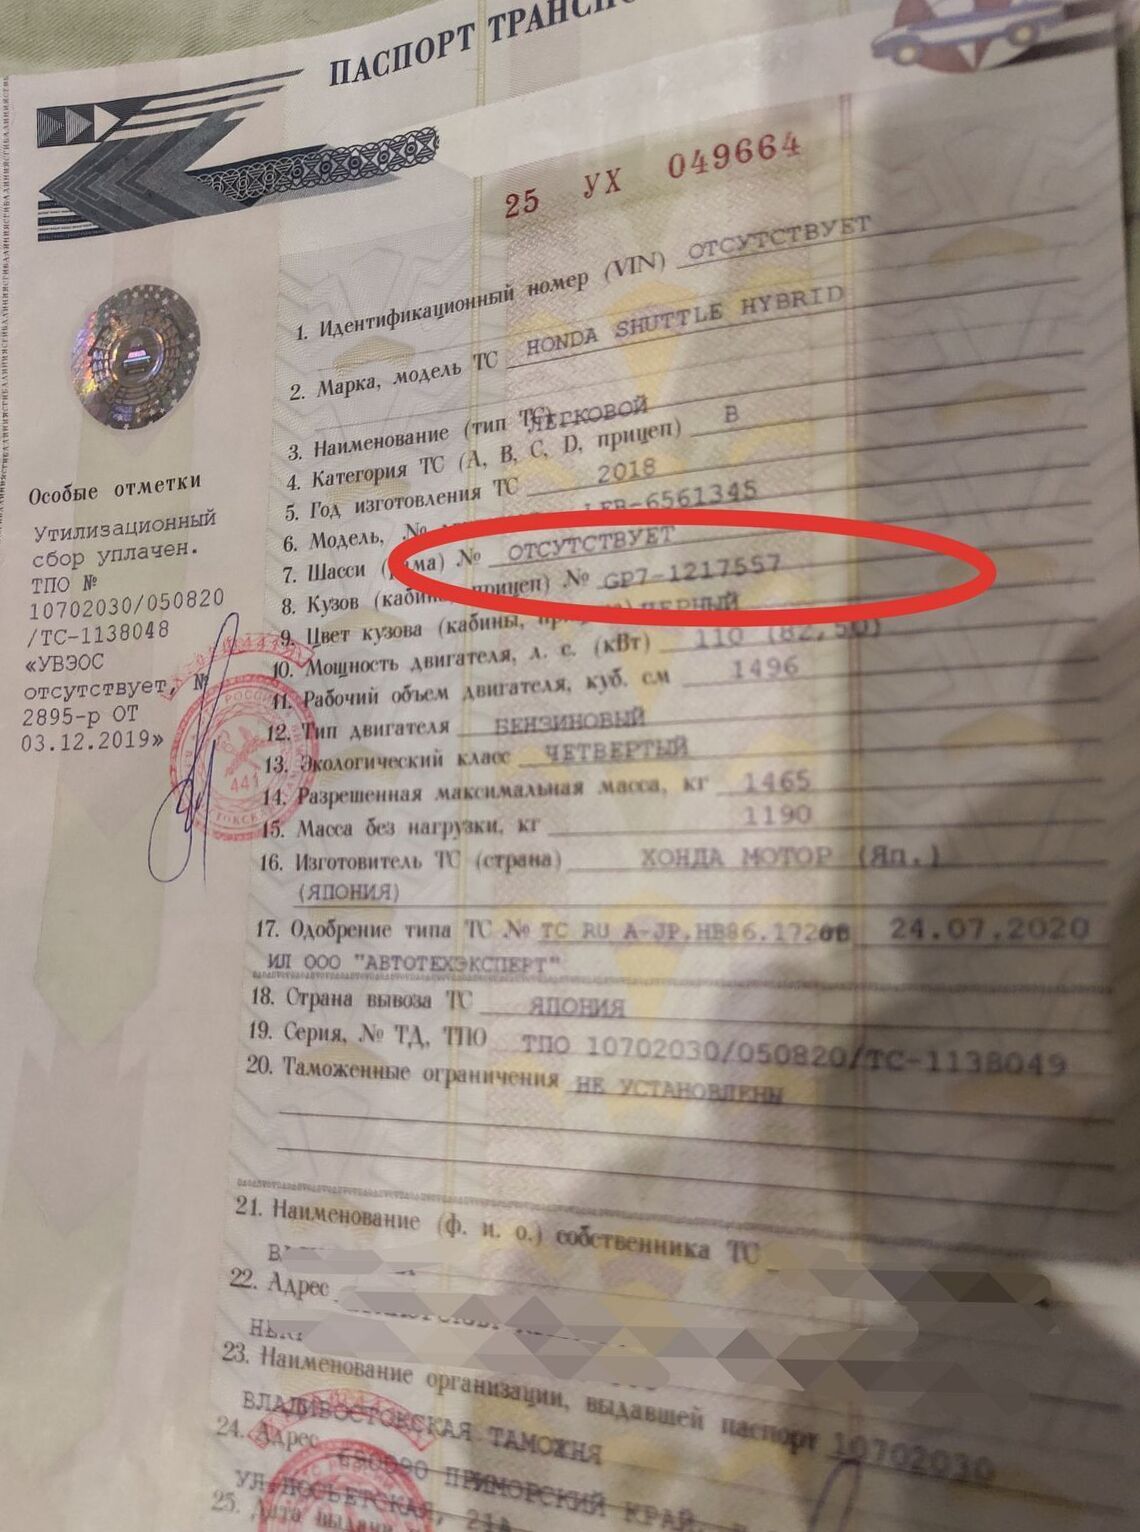 ПАСПОРТ
25 УХ 049664
1. Идентификационный номер (VIN) ОТСУТСТВУЕТ
2. Марка, модель ТС HONDA SHUTTLE HYBRID
3. Наименование (тип ТС) ЛЕГКОВОЙ
4. Категория ТС (A, B, C, D, прицеп) B
5. Год изготовления ТС 2018
6. Модель, № LEB-6561345
7. Шасси (рама) № ОТСУТСТВУЕТ
8. Кузов (кабина, прицеп) № GP7-1217557
9. Цвет кузова (кабины, ЧЕРНЫЙ
10. Мощность двигателя, л. с. (кВт) 110 (82,50)
11. Рабочий объем двигателя, куб. см 1496
12. Тип двигателя БЕНЗИНОВЫЙ
13. Экологический класс ЧЕТВЕРТЫЙ
14. Разрешенная максимальная масса, кг 1465
15. Масса без нагрузки, кг 1190
16. Изготовитель ТС (страна) ХОНДА МОТОР (Яп.)
(ЯПОНИЯ)
17. Одобрение типа ТС № ТС RU А-JP.НВ86. 24.07.2020
ИЛ ООО "АВТОТЕХЭКСПЕРТ"
18. Страна вывоза ТС ЯПОНИЯ
19. Серия, № ТД, ТПО ТПО 10702030/050820/ТС-1138049
20. Таможенные ограничения НЕ УСТАНОВЛЕНЫ
21. Наименование (ф. и. о.) собственника ТС
22. Адрес
23. Наименование организации, выдавшей паспорт 10702030
ВЛАДИВОСТОКСКАЯ ТАМОЖНЯ
24. Адрес 690090 ПРИМОРСКИЙ КРАЙ,
УЛ.ПОСЬЕТСКАЯ, 21А
25. Дата выдачи
Особые отметки
Утилизационный
сбор уплачен.
ТПО №
10702030/050820
/ТС-1138048
«УВЭОС
отсутствует, №
2895-р ОТ
03.12.2019»
441